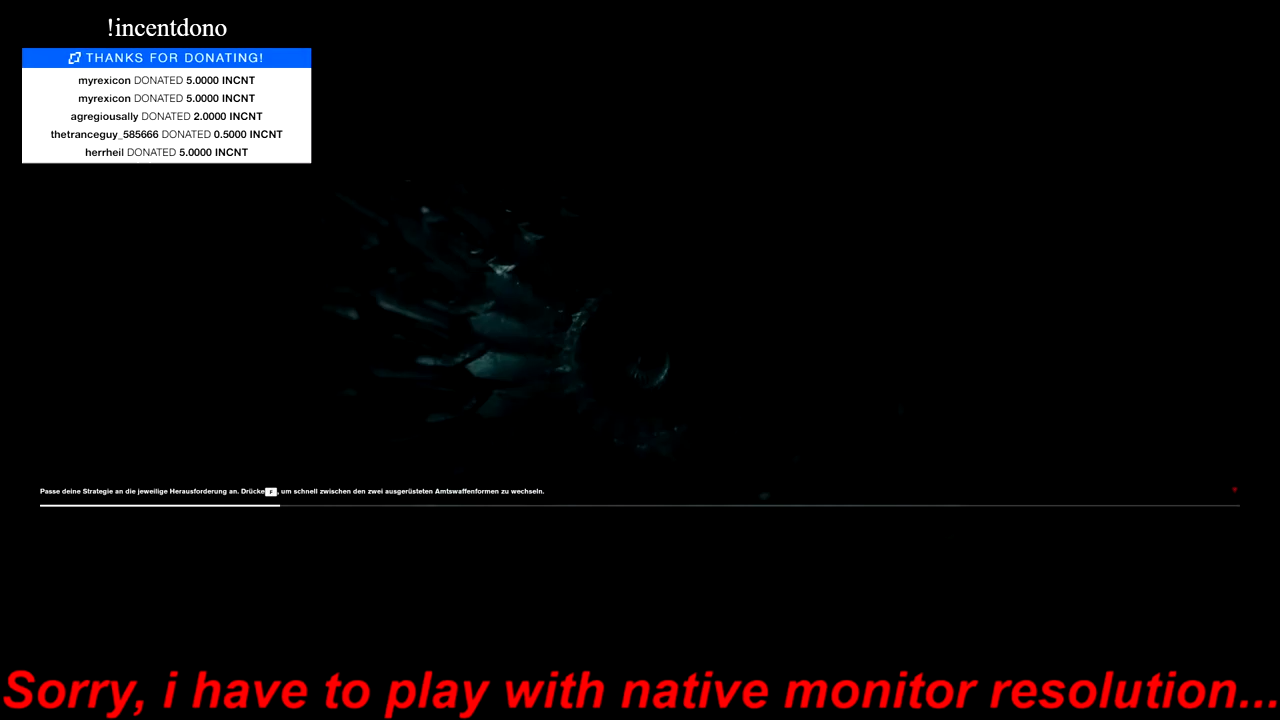 !incentdono
THANKS FOR DONATING!
myrexicon DONATED 5.0000 INCNT
myrexicon DONATED 5.0000 INCNT
agregiousally DONATED 2.0000 INCNT
thetranceguy_585666 DONATED 0.5000 INCNT
herrheil DONATED 5.0000 INCNT
Passe deine Strategie an die jeweilige Herausforderung an. Drücke F, um schnell zwischen den zwei ausgerüsteten Amtswaffenformen zu wechseln.
Sorry, i have to play with native monitor resolution...